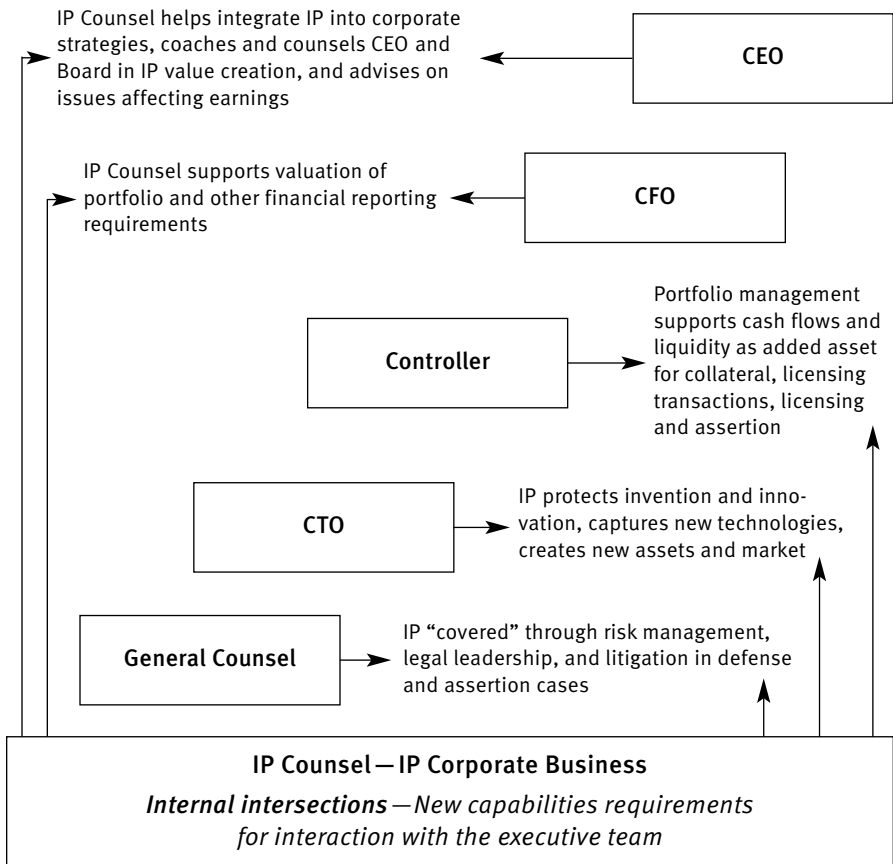 IP Counsel helps integrate IP into corporate
strategies, coaches and counsels CEO and
Board in IP value creation, and advises on
issues affecting earnings
CEO
IP Counsel supports valuation of
portfolio and other financial reporting
requirements
CFO
Portfolio management
supports cash flows and
liquidity as added asset
for collateral, licensing
transactions, licensing
and assertion
Controller
CTO
IP protects invention and inno-
vation, captures new technologies,
creates new assets and market
General Counsel
IP “covered” through risk management,
legal leadership, and litigation in defense
and assertion cases
IP Counsel—IP Corporate Business
Internal intersections—New capabilities requirements
for interaction with the executive team